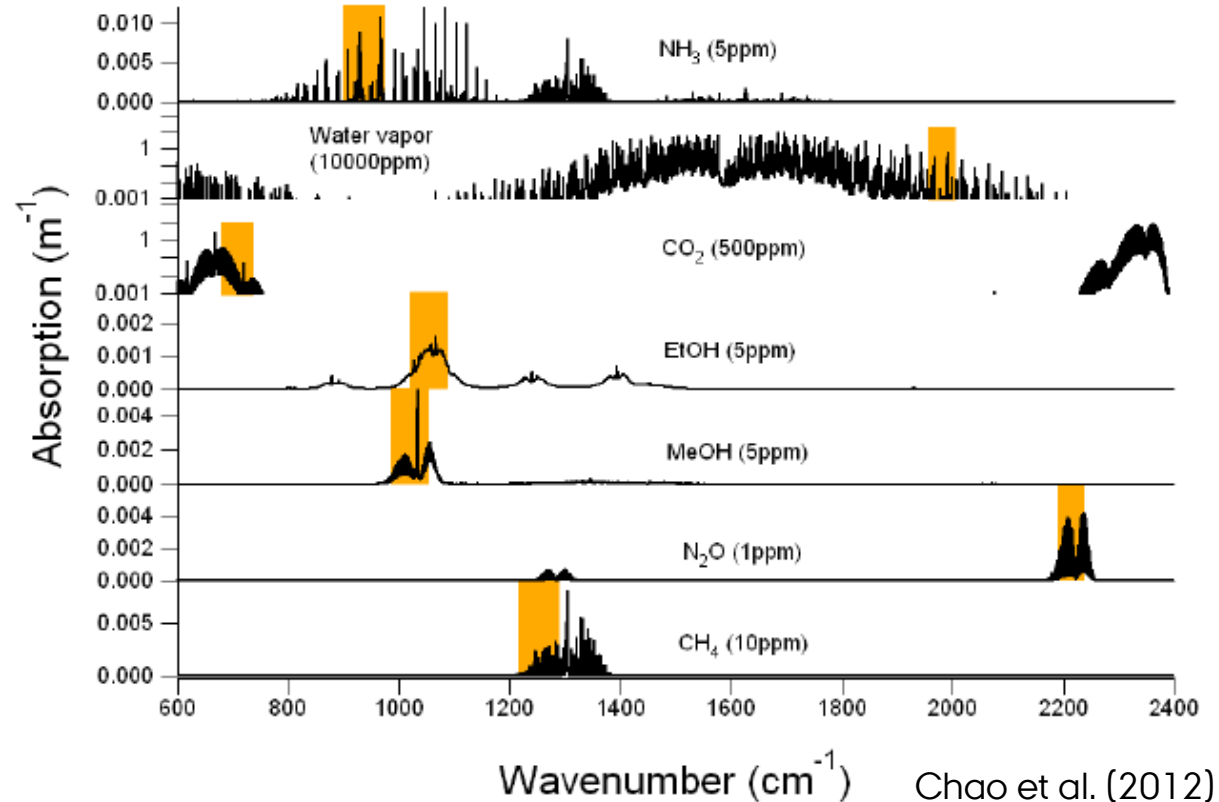 Absorption (m⁻¹)
0.010
0.005
0.000
NH₃ (5ppm)
1
0.001
Water vapor
(10000ppm)
1
0.001
CO₂ (500ppm)
0.002
0.001
0.000
EtOH (5ppm)
0.004
0.002
0.000
MeOH (5ppm)
0.004
0.002
0.000
N₂O (1ppm)
0.005
0.000
CH₄ (10ppm)
600 800 1000 1200 1400 1600 1800 2000 2200 2400
Wavenumber (cm⁻¹)
Chao et al. (2012)